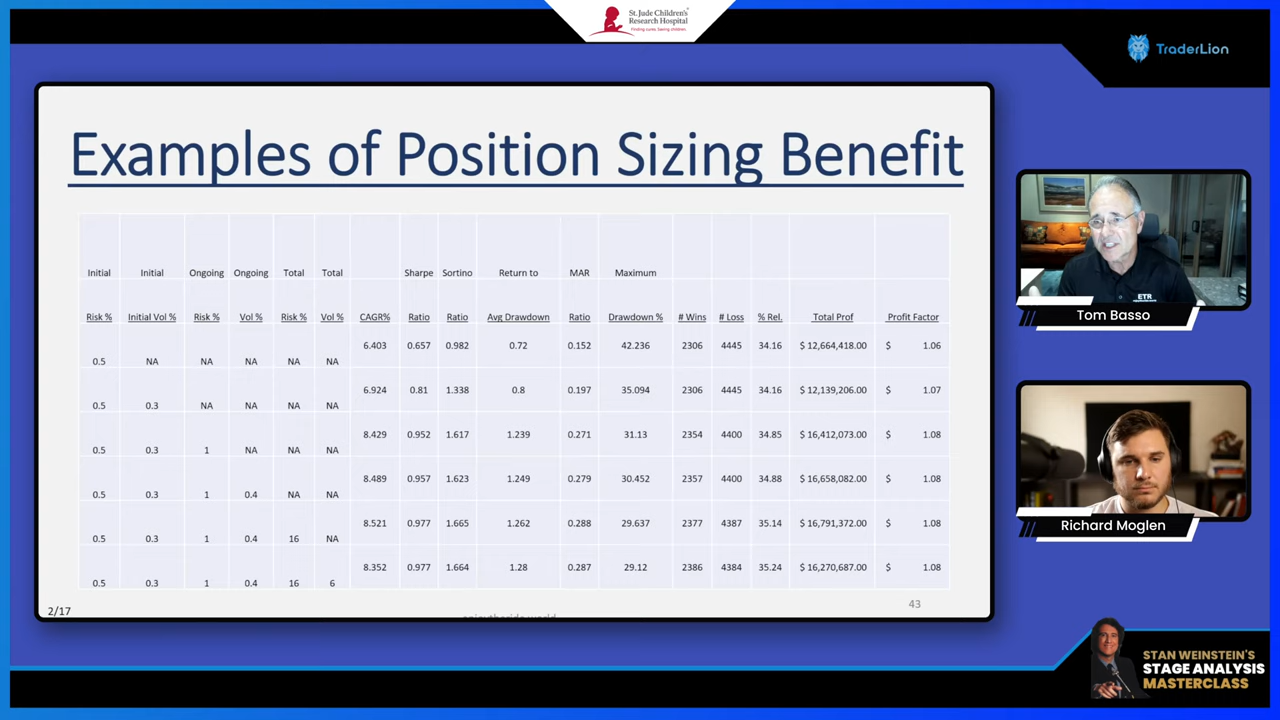 St. Jude Children's
Research Hospital
Finding cures. Saving children.
TraderLion
Examples of Position Sizing Benefit
Initial Initial Ongoing Ongoing Total Total Sharpe Sortino Return to MAR Maximum
Risk % Initial Vol % Risk % Vol % Risk % Vol % CAGR% Ratio Ratio Avg Drawdown Ratio Drawdown % # Wins # Loss % Rel. Total Prof Profit Factor
0.5 NA NA NA NA NA 6.403 0.657 0.982 0.72 0.152 42.236 2306 4445 34.16 $ 12,664,418.00 $ 1.06
0.5 0.3 NA NA NA NA 6.924 0.81 1.338 0.8 0.197 35.094 2306 4445 34.16 $ 12,139,206.00 $ 1.07
0.5 0.3 1 NA NA NA 8.429 0.952 1.617 1.239 0.271 31.13 2354 4400 34.85 $ 16,412,073.00 $ 1.08
0.5 0.3 1 0.4 NA NA 8.489 0.957 1.623 1.249 0.279 30.452 2357 4400 34.88 $ 16,658,082.00 $ 1.08
0.5 0.3 1 0.4 16 NA 8.521 0.977 1.665 1.262 0.288 29.637 2377 4387 35.14 $ 16,791,372.00 $ 1.08
0.5 0.3 1 0.4 16 6 8.352 0.977 1.664 1.28 0.287 29.12 2386 4384 35.24 $ 16,270,687.00 $ 1.08
2/17
43
ETR
Tom Basso
Richard Moglen
STAN WEINSTEIN'S
STAGE ANALYSIS
MASTERCLASS